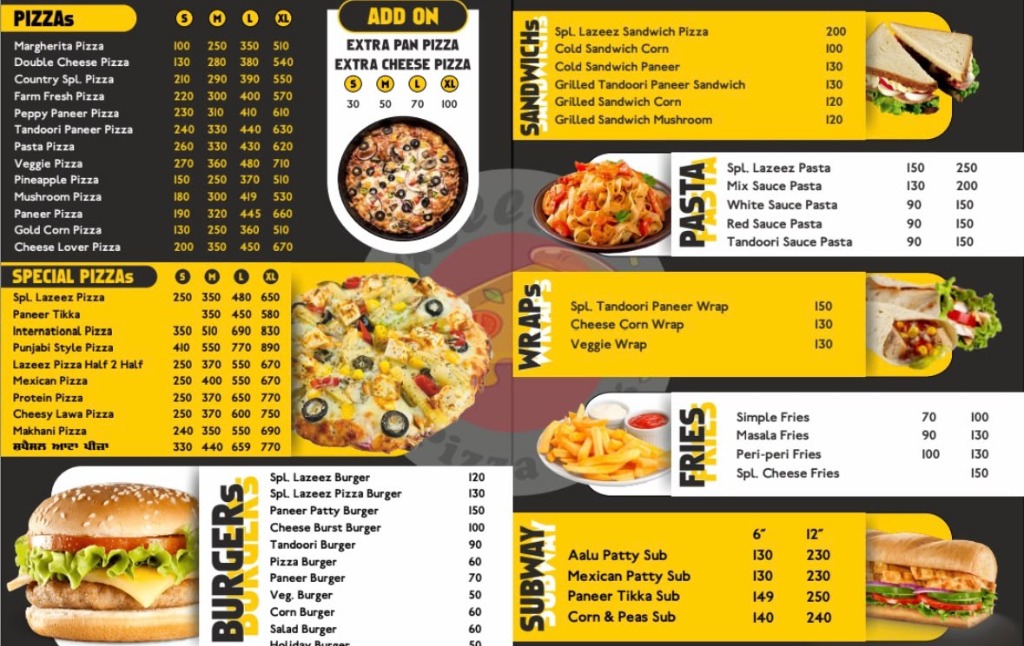 PIZZAs S M L XL
Margherita Pizza 100 250 350 510
Double Cheese Pizza 130 280 380 540
Country Spl. Pizza 210 290 390 550
Farm Fresh Pizza 220 300 400 570
Peppy Paneer Pizza 230 310 410 610
Tandoori Paneer Pizza 240 330 440 630
Pasta Pizza 260 330 430 620
Veggie Pizza 270 360 480 710
Pineapple Pizza 150 250 370 510
Mushroom Pizza 180 300 419 530
Paneer Pizza 190 320 445 660
Gold Corn Pizza 130 250 360 510
Cheese Lover Pizza 200 350 450 670
ADD ON
EXTRA PAN PIZZA
EXTRA CHEESE PIZZA
S M L XL
30 50 70 100
SPECIAL PIZZAs S M L XL
Spl. Lazeez Pizza 250 350 480 650
Paneer Tikka 350 450 580
International Pizza 350 510 690 830
Punjabi Style Pizza 410 550 770 890
Lazeez Pizza Half 2 Half 250 370 550 670
Mexican Pizza 250 400 550 670
Protein Pizza 250 370 650 770
Cheesy Lawa Pizza 250 370 600 750
Makhani Pizza 240 350 550 690
ਸਪੈਸ਼ਲ ਆਟਾ ਪੀਜ਼ਾ 330 440 659 770
BURGERs
BURGERs
Spl. Lazeez Burger 120
Spl. Lazeez Pizza Burger 130
Paneer Patty Burger 150
Cheese Burst Burger 100
Tandoori Burger 90
Pizza Burger 60
Paneer Burger 70
Veg. Burger 50
Corn Burger 60
Salad Burger 60
Holiday Burger 50
SANDWICHs
SANDWICHs
Spl. Lazeez Sandwich Pizza 200
Cold Sandwich Corn 100
Cold Sandwich Paneer 130
Grilled Tandoori Paneer Sandwich 130
Grilled Sandwich Corn 120
Grilled Sandwich Mushroom 120
PASTA
PASTA
Spl. Lazeez Pasta 150 250
Mix Sauce Pasta 130 200
White Sauce Pasta 90 150
Red Sauce Pasta 90 150
Tandoori Sauce Pasta 90 150
WRAPs
WRAPs
Spl. Tandoori Paneer Wrap 150
Cheese Corn Wrap 130
Veggie Wrap 130
FRIES
FRIES
Simple Fries 70 100
Masala Fries 90 130
Peri-peri Fries 100 130
Spl. Cheese Fries 150
SUBWAY
SUBWAY
6” 12”
Aalu Patty Sub 130 230
Mexican Patty Sub 130 230
Paneer Tikka Sub 149 250
Corn & Peas Sub 140 240
Pizza